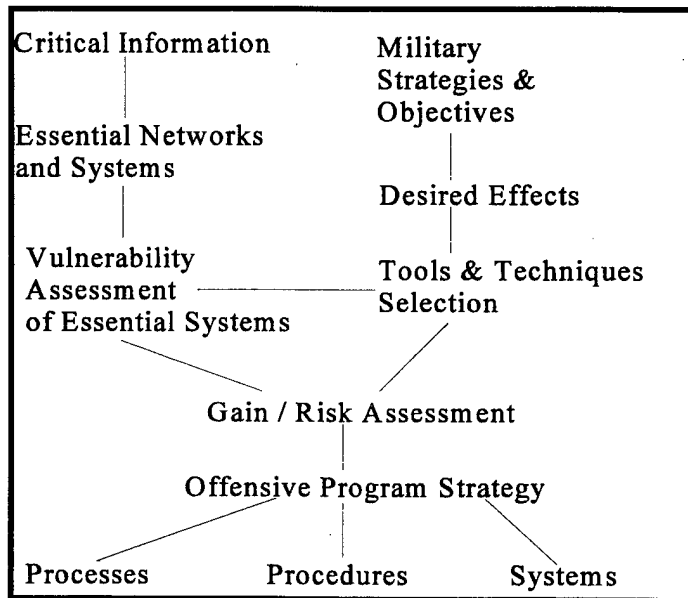 Critical Information
Military
Strategies &
Objectives
Essential Networks
and Systems
Desired Effects
Vulnerability
Assessment
of Essential Systems
Tools & Techniques
Selection
Gain / Risk Assessment
Offensive Program Strategy
Processes
Procedures
Systems